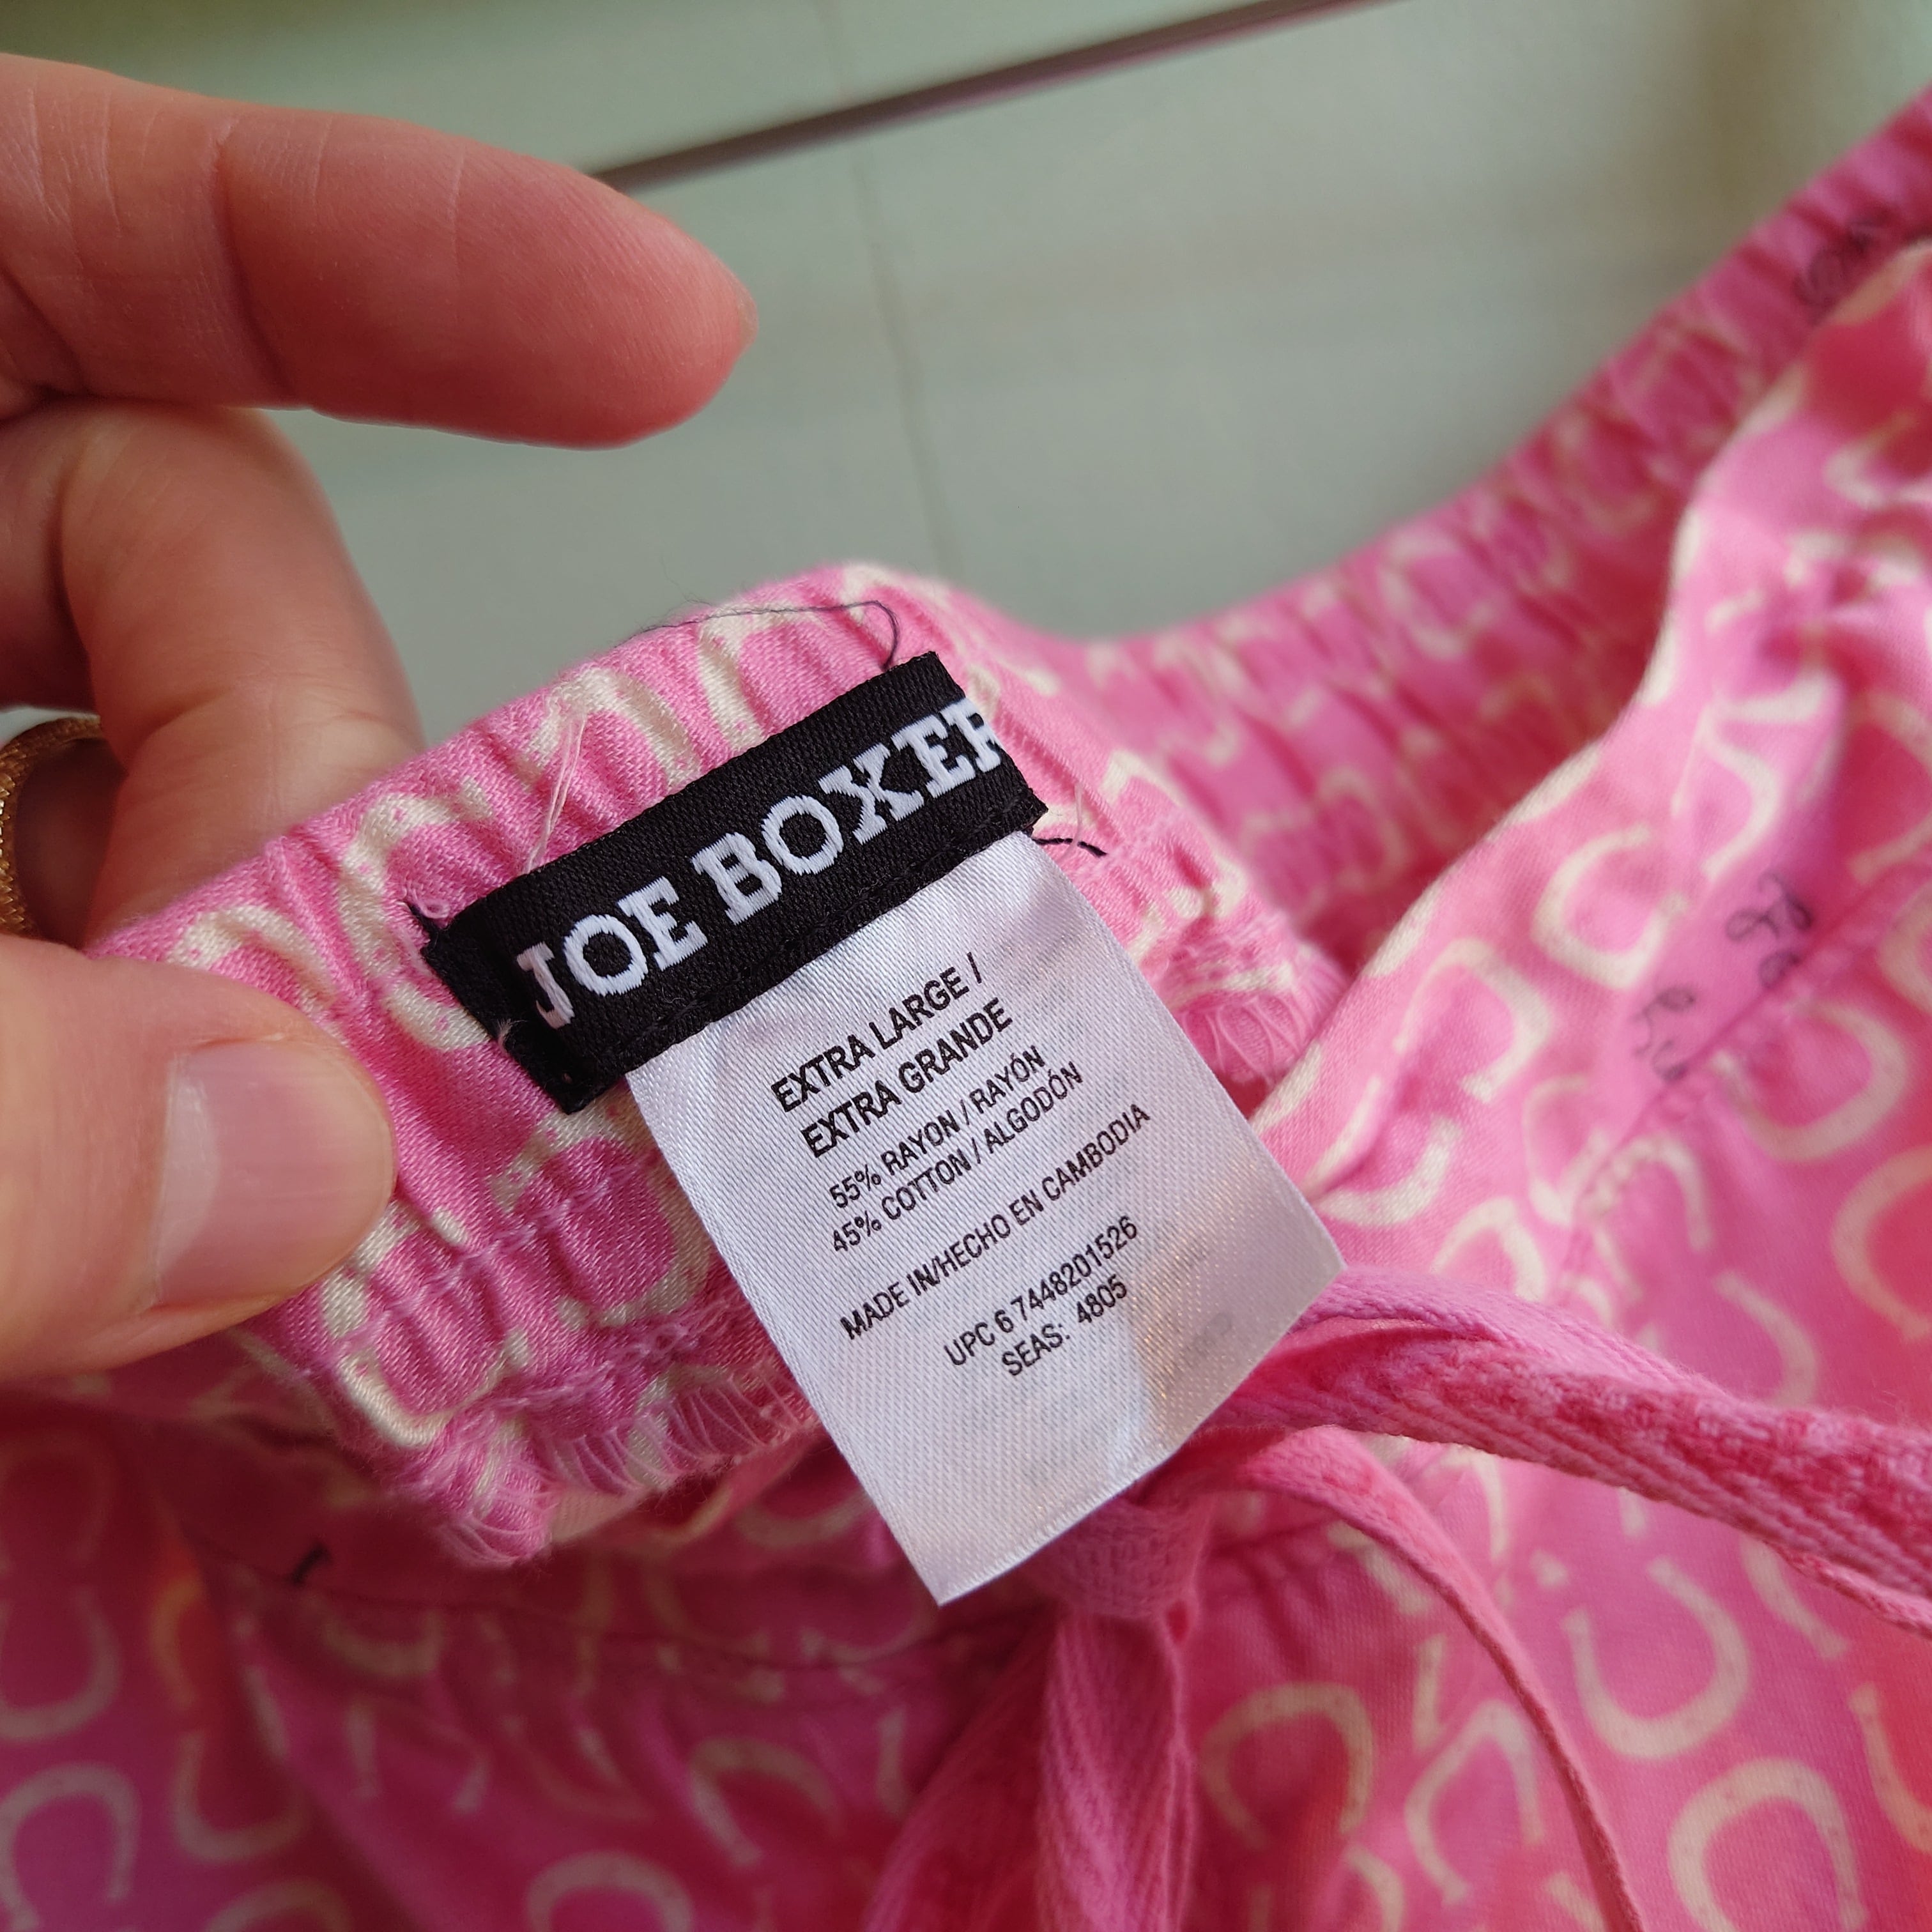 JOE BOXER
EXTRA LARGE /
EXTRA GRANDE
55% RAYON / RAYÓN
45% COTTON / ALGODÓN
MADE IN/HECHO EN CAMBODIA
UPC 6 7448201526
SEAS: 4805